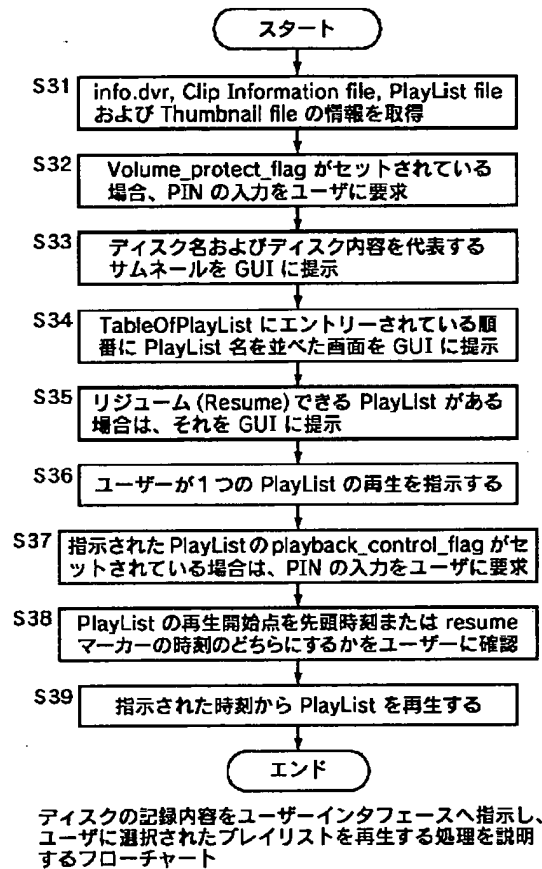 スタート
S31
info.dvr, Clip Information file, PlayList file
および Thumbnail file の情報を取得
S32
Volume_protect_flag がセットされている
場合、PIN の入力をユーザに要求
S33
ディスク名およびディスク内容を代表する
サムネールを GUI に提示
S34
TableOfPlayList にエントリーされている順
番に PlayList 名を並べた画面を GUI に提示
S35
リジューム (Resume) できる PlayList がある
場合は、それを GUI に提示
S36
ユーザーが1つの PlayList の再生を指示する
S37
指示された PlayList の playback_control_flag がセ
ットされている場合は、PIN の入力をユーザに要求
S38
PlayList の再生開始点を先頭時刻または resume
マーカーの時刻のどちらにするかをユーザーに確認
S39
指示された時刻から PlayList を再生する
エンド
ディスクの記録内容をユーザーインタフェースへ指示し、
ユーザに選択されたプレイリストを再生する処理を説明
するフローチャート